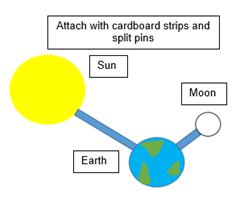 Attach with cardboard strips and
split pins
Sun
Moon
Earth